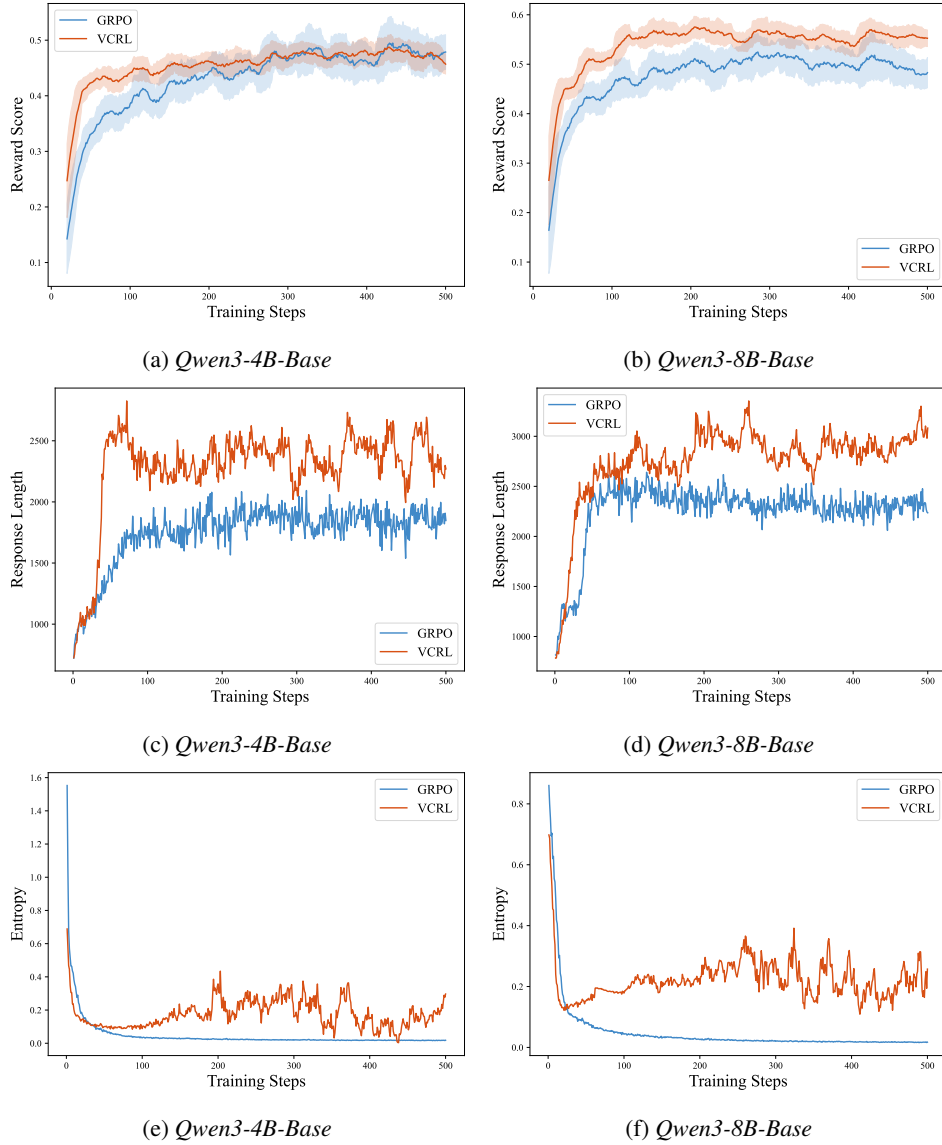 GRPO
VCRL
0.5
0.4
0.3
0.2
0.1
Reward Score
0 100 200 300 400 500
Training Steps
(a) Qwen3-4B-Base
0.6
0.5
0.4
0.3
0.2
0.1
Reward Score
GRPO
VCRL
0 100 200 300 400 500
Training Steps
(b) Qwen3-8B-Base
2500
2000
1500
1000
Response Length
GRPO
VCRL
0 100 200 300 400 500
Training Steps
(c) Qwen3-4B-Base
GRPO
VCRL
3000
2500
2000
1500
1000
Response Length
0 100 200 300 400 500
Training Steps
(d) Qwen3-8B-Base
1.6
1.4
1.2
1.0
0.8
0.6
0.4
0.2
0.0
Entropy
GRPO
VCRL
0 100 200 300 400 500
Training Steps
(e) Qwen3-4B-Base
0.8
0.6
0.4
0.2
0.0
Entropy
GRPO
VCRL
0 100 200 300 400 500
Training Steps
(f) Qwen3-8B-Base